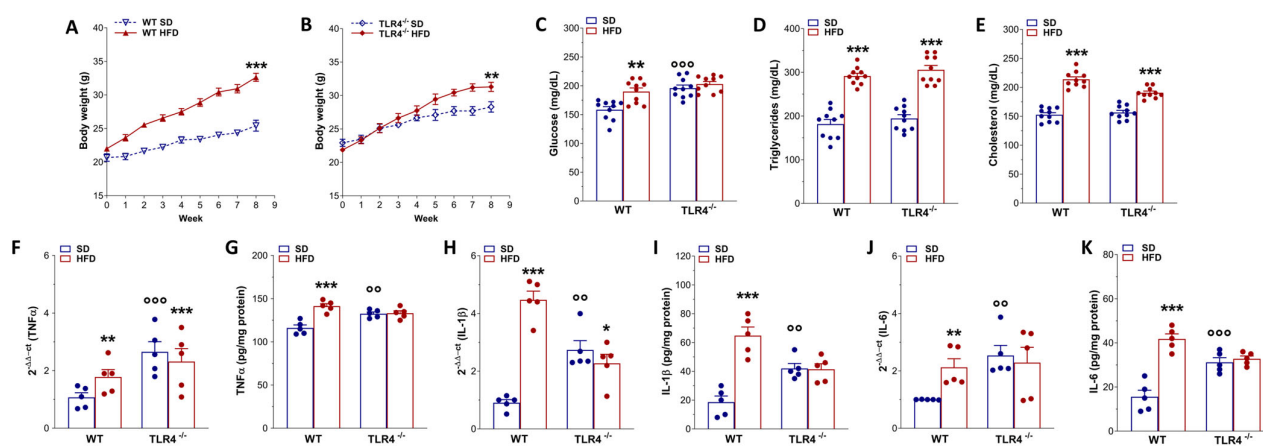 A
WT SD
WT HFD
***
Body weight (g)
35
30
25
20
15
0 1 2 3 4 5 6 7 8 9
Week
B
TLR4-/- SD
TLR4-/- HFD
**
Body weight (g)
35
30
25
20
15
0 1 2 3 4 5 6 7 8 9
Week
C
SD
HFD
** °°°
Glucose (mg/dL)
300
250
200
150
100
50
0
WT TLR4-/-
D
SD
HFD
*** ***
Triglycerides (mg/dL)
400
300
200
100
0
WT TLR4-/-
E
SD
HFD
*** ***
Cholesterol (mg/dL)
300
250
200
150
100
50
0
WT TLR4-/-
F
SD
HFD
** °°° ***
2-ΔΔ-ct (TNFα)
6
4
2
0
WT TLR4-/-
G
SD
HFD
*** °°
TNFα (pg/mg protein)
200
150
100
50
0
WT TLR4-/-
H
SD
HFD
*** °° *
2-ΔΔ-ct (IL-1β)
6
4
2
0
WT TLR4-/-
I
SD
HFD
*** °°
IL-1β (pg/mg protein)
120
90
60
30
0
WT TLR4-/-
J
SD
HFD
** °°
2-ΔΔ-ct (IL-6)
6
4
2
0
WT TLR4-/-
K
SD
HFD
*** °°°
IL-6 (pg/mg protein)
80
60
40
20
0
WT TLR4-/-